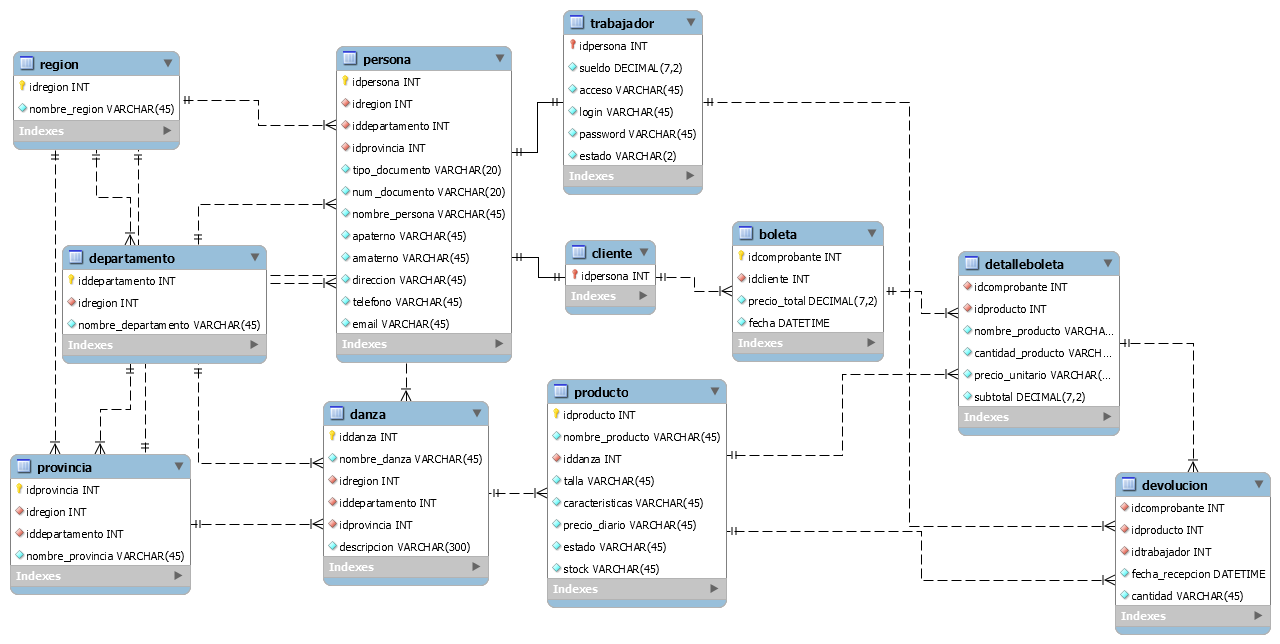 region
idregion INT
nombre_region VARCHAR(45)
Indexes
persona
idpersona INT
idregion INT
iddepartamento INT
idprovincia INT
tipo_documento VARCHAR(20)
num_documento VARCHAR(20)
nombre_persona VARCHAR(45)
apaterno VARCHAR(45)
amaterno VARCHAR(45)
direccion VARCHAR(45)
telefono VARCHAR(45)
email VARCHAR(45)
Indexes
trabajador
idpersona INT
sueldo DECIMAL(7,2)
acceso VARCHAR(45)
login VARCHAR(45)
password VARCHAR(45)
estado VARCHAR(2)
Indexes
departamento
iddepartamento INT
idregion INT
nombre_departamento VARCHAR(45)
Indexes
cliente
idpersona INT
Indexes
boleta
idcomprobante INT
idcliente INT
precio_total DECIMAL(7,2)
fecha DATETIME
Indexes
detalleboleta
idcomprobante INT
idproducto INT
nombre_producto VARCHA...
cantidad_producto VARCH...
precio_unitario VARCHAR(...
subtotal DECIMAL(7,2)
Indexes
provincia
idprovincia INT
idregion INT
iddepartamento INT
nombre_provincia VARCHAR(45)
Indexes
danza
iddanza INT
nombre_danza VARCHAR(45)
idregion INT
iddepartamento INT
idprovincia INT
descripcion VARCHAR(300)
Indexes
producto
idproducto INT
nombre_producto VARCHAR(45)
iddanza INT
talla VARCHAR(45)
caracteristicas VARCHAR(45)
precio_diario VARCHAR(45)
estado VARCHAR(45)
stock VARCHAR(45)
Indexes
devolucion
idcomprobante INT
idproducto INT
idtrabajador INT
fecha_recepcion DATETIME
cantidad VARCHAR(45)
Indexes